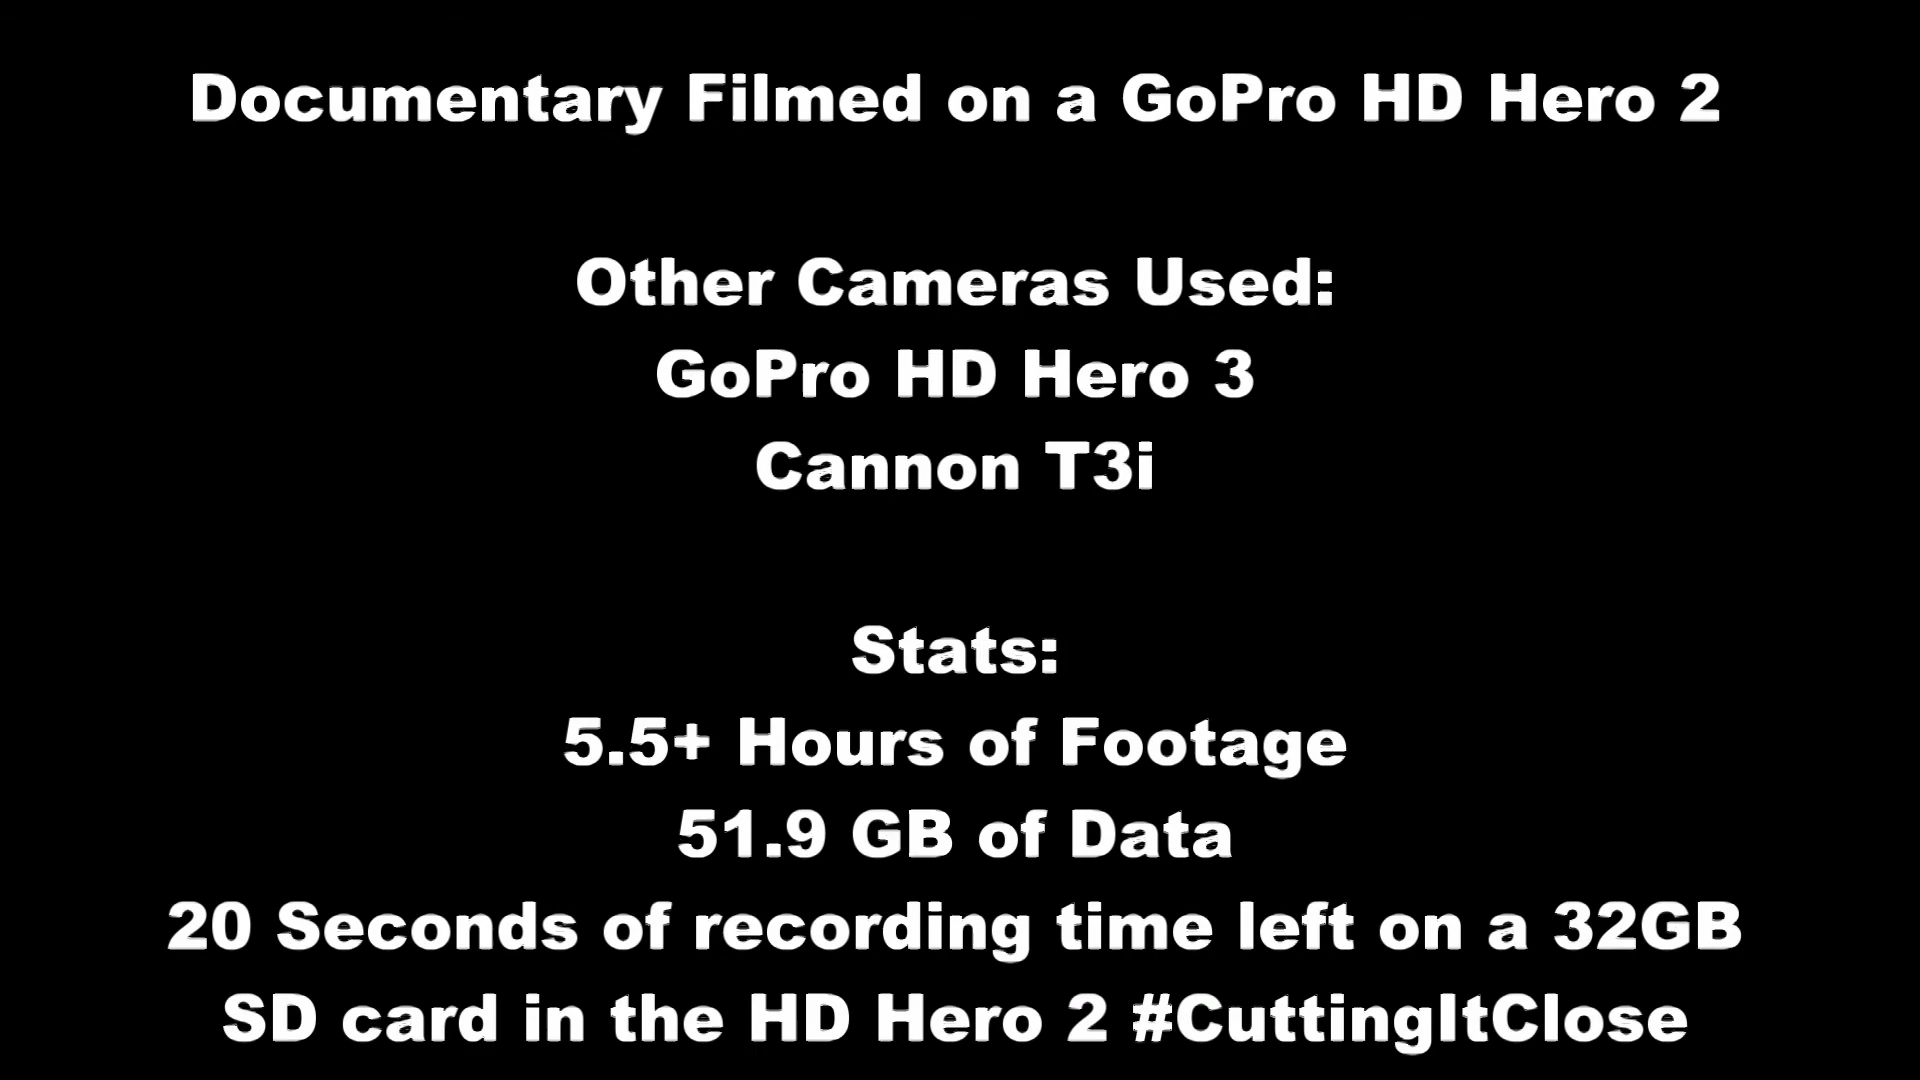 Documentary Filmed on a GoPro HD Hero 2
Other Cameras Used:
GoPro HD Hero 3
Cannon T3i
Stats:
5.5+ Hours of Footage
51.9 GB of Data
20 Seconds of recording time left on a 32GB
SD card in the HD Hero 2 #CuttingItClose